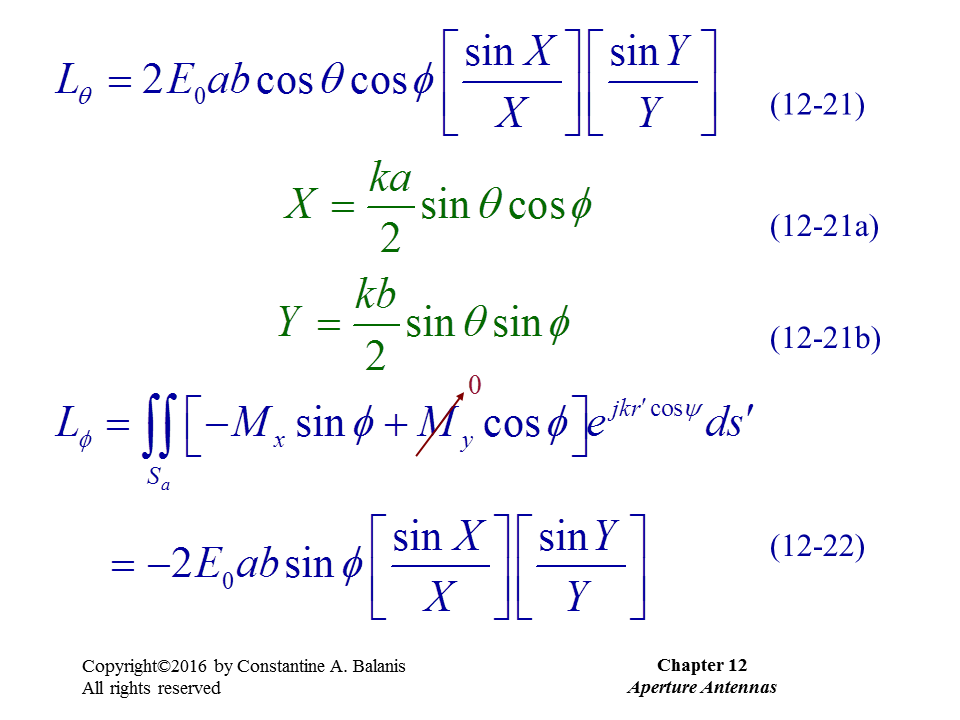 L_θ = 2E₀ab cos θ cos ϕ [sin X / X][sin Y / Y] (12-21)
X = ka/2 sin θ cos ϕ (12-21a)
Y = kb/2 sin θ sin ϕ (12-21b)
0
L_ϕ = ∬_{S_a} [−M_x sin ϕ + M_y cos ϕ] e^{jkr′ cos ψ} ds′
= −2E₀ab sin ϕ [sin X / X][sin Y / Y] (12-22)
Copyright©2016 by Constantine A. Balanis
All rights reserved
Chapter 12
Aperture Antennas